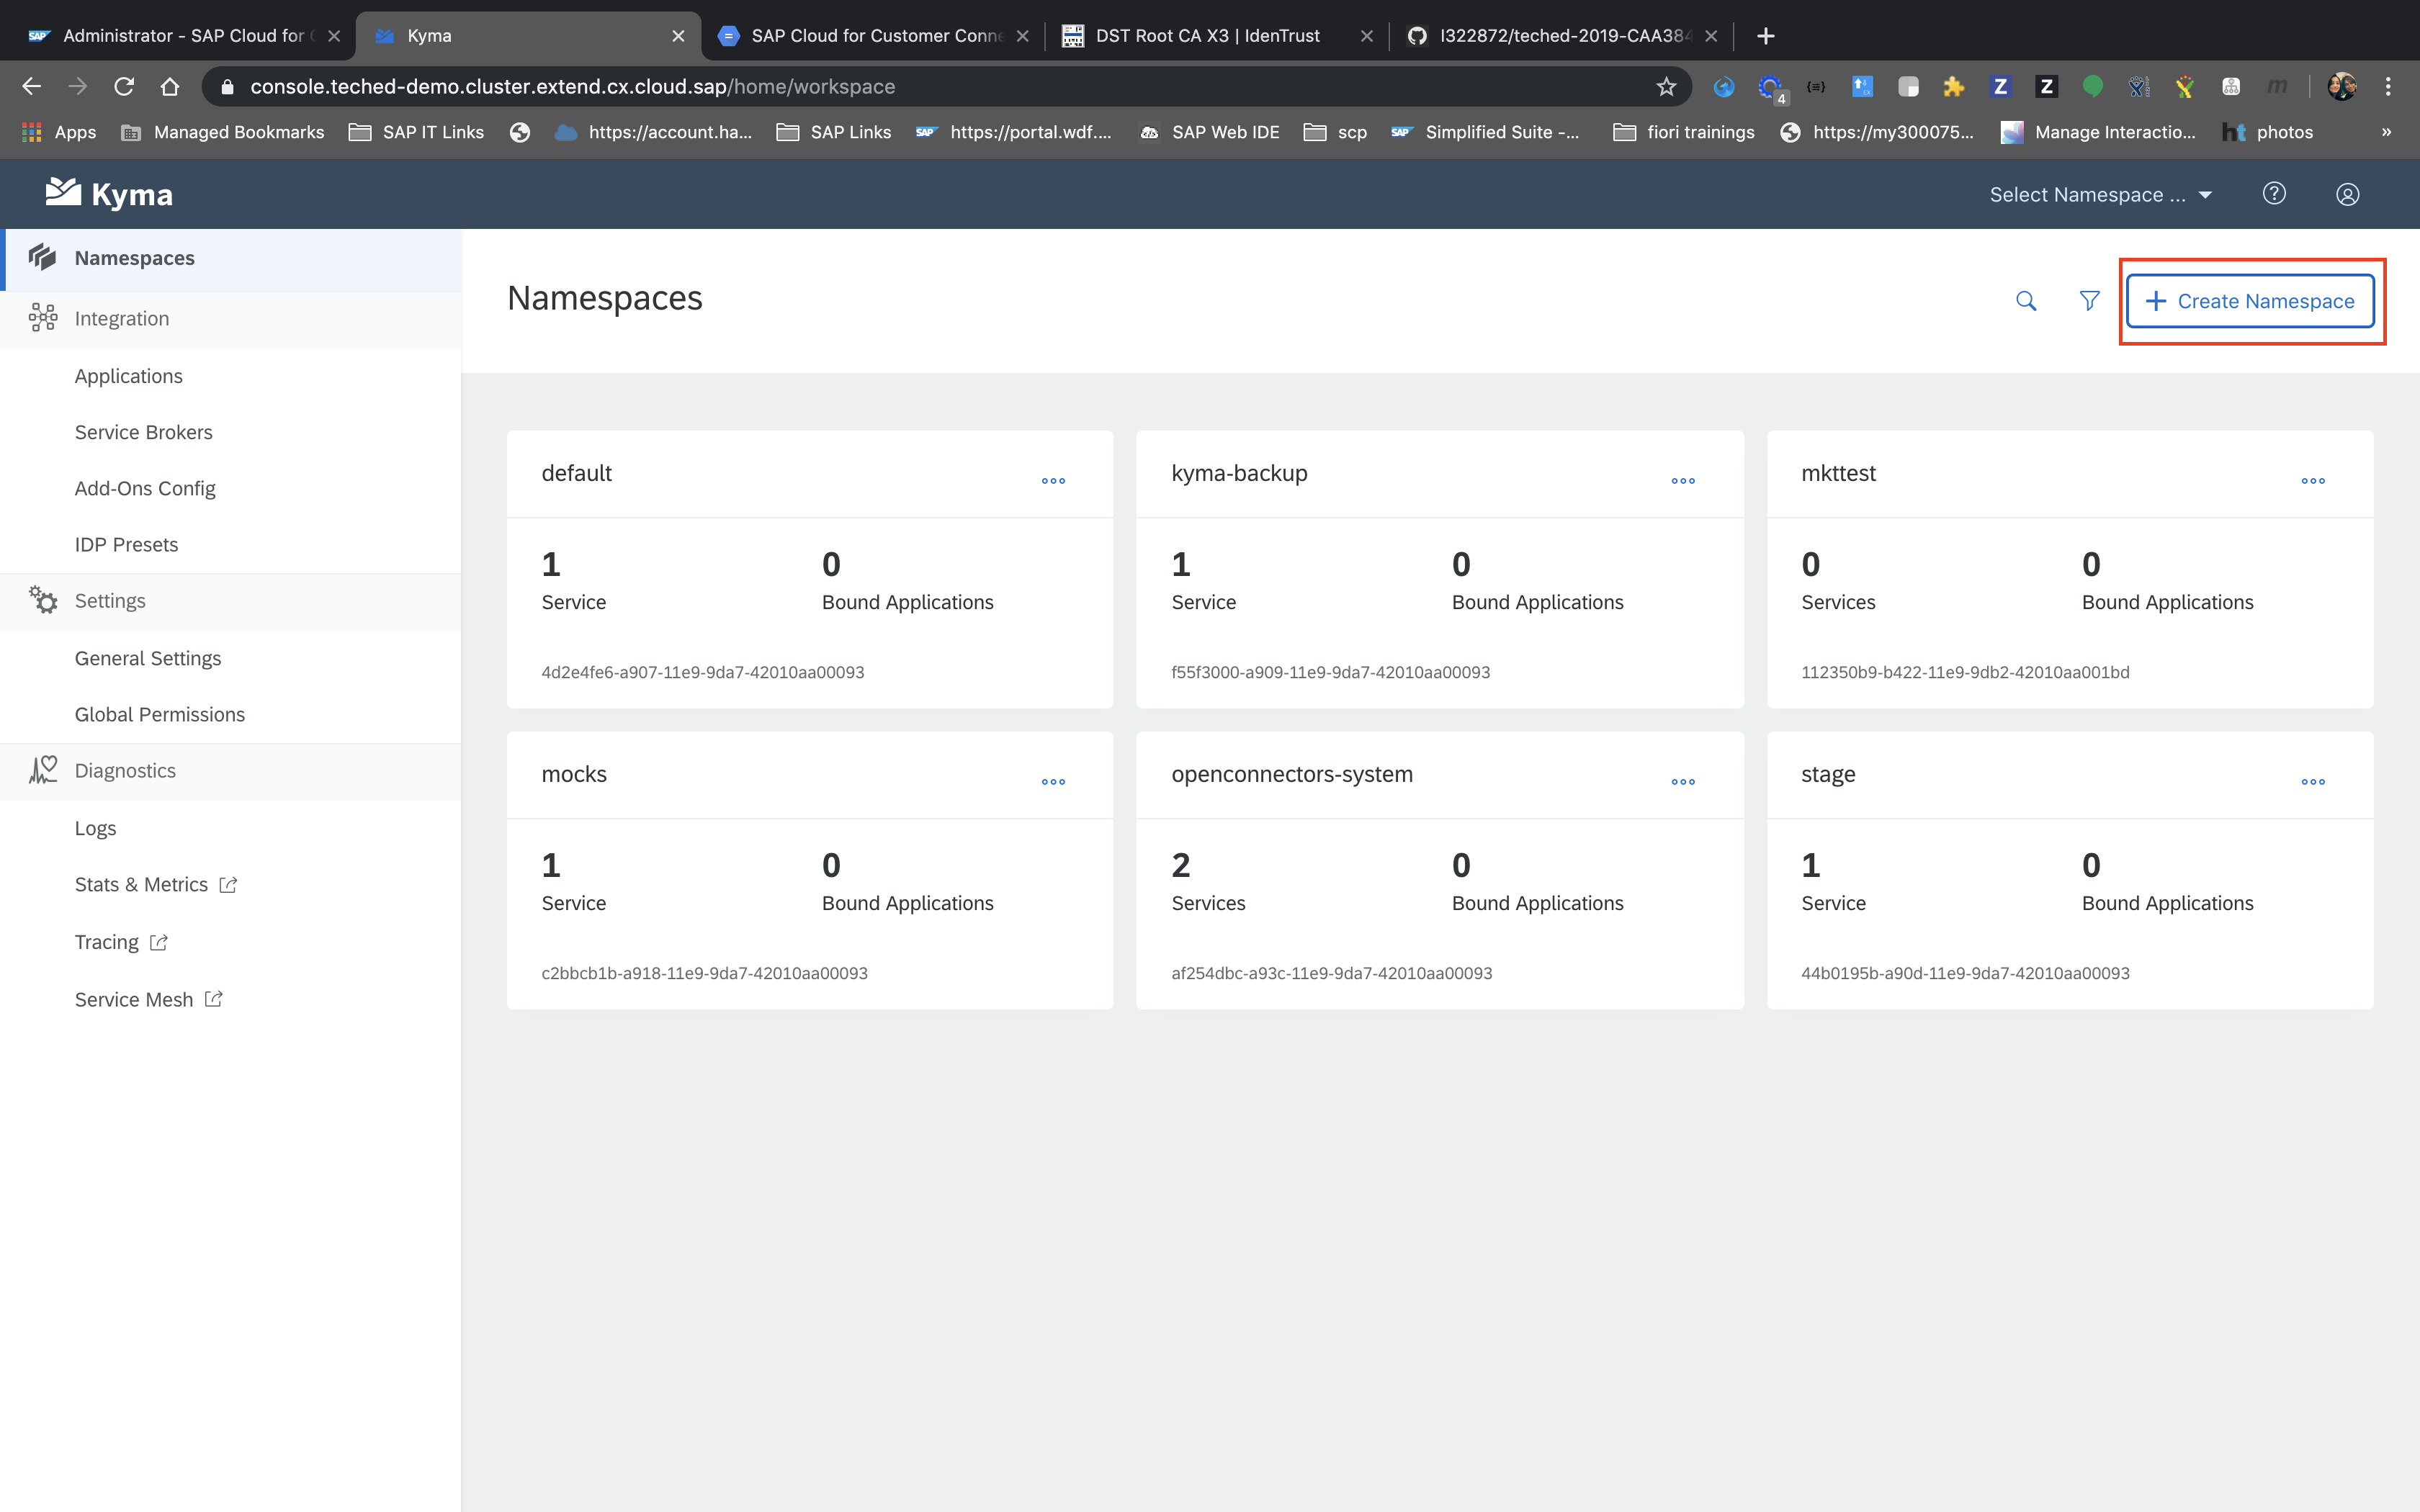 Administrator - SAP Cloud for C
Kyma
SAP Cloud for Customer Conne
DST Root CA X3 | IdenTrust
I322872/teched-2019-CAA384
console.teched-demo.cluster.extend.cx.cloud.sap/home/workspace
4
Z
Z
m
Apps
Managed Bookmarks
SAP IT Links
https://account.ha...
SAP Links
SAP
https://portal.wdf....
SAP Web IDE
scp
SAP
Simplified Suite -...
fiori trainings
https://my300075...
Manage Interactio...
ht
photos
»
Kyma
Select Namespace ...
Namespaces
Integration
Applications
Service Brokers
Add-Ons Config
IDP Presets
Settings
General Settings
Global Permissions
Diagnostics
Logs
Stats & Metrics
Tracing
Service Mesh
Namespaces
+ Create Namespace
default
1
Service
0
Bound Applications
4d2e4fe6-a907-11e9-9da7-42010aa00093
kyma-backup
1
Service
0
Bound Applications
f55f3000-a909-11e9-9da7-42010aa00093
mkttest
0
Services
0
Bound Applications
112350b9-b422-11e9-9db2-42010aa001bd
mocks
1
Service
0
Bound Applications
c2bbcb1b-a918-11e9-9da7-42010aa00093
openconnectors-system
2
Services
0
Bound Applications
af254dbc-a93c-11e9-9da7-42010aa00093
stage
1
Service
0
Bound Applications
44b0195b-a90d-11e9-9da7-42010aa00093